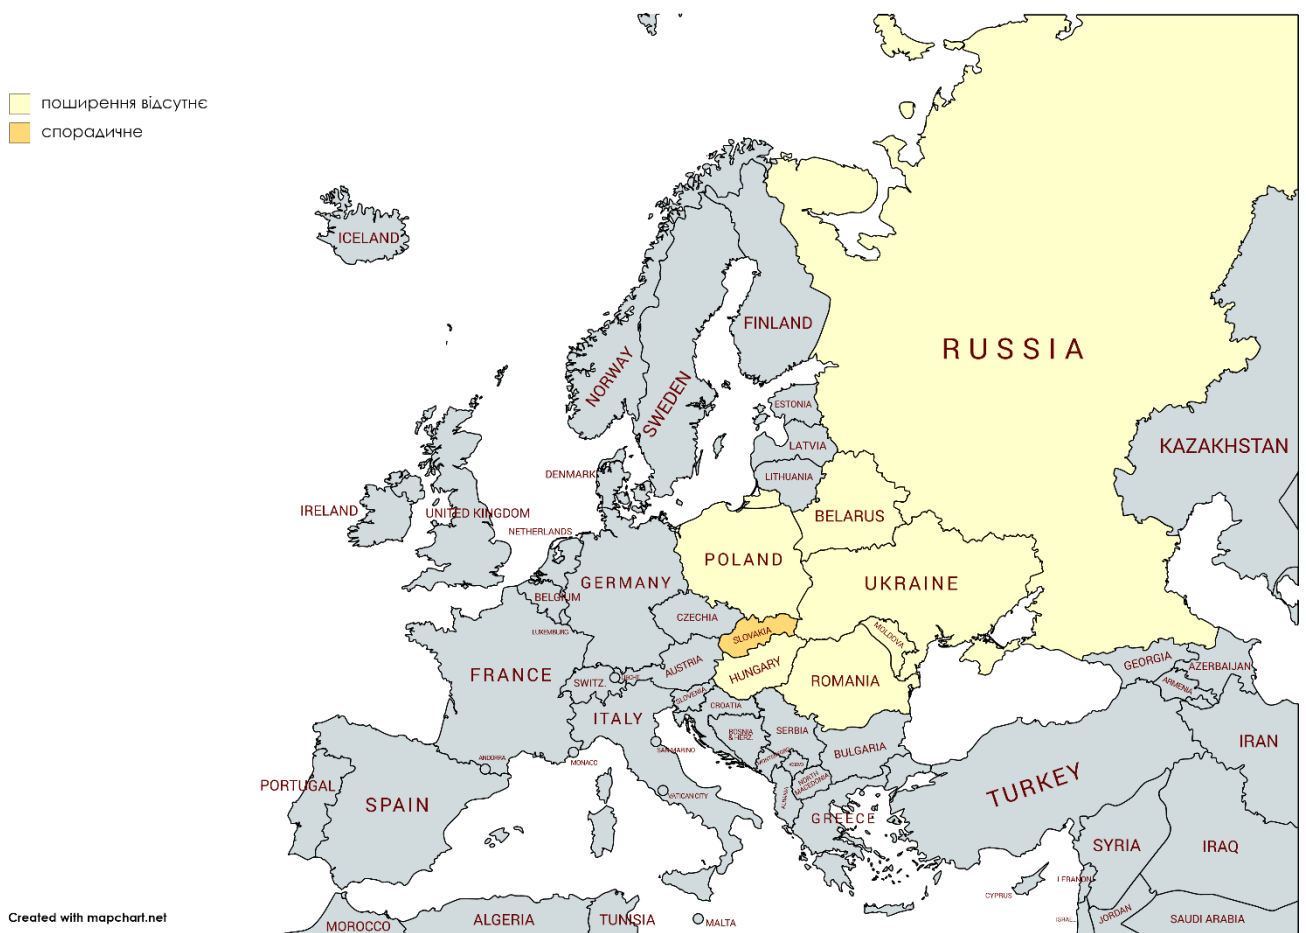 поширення відсутнє
спорадичне
ICELAND
NORWAY
SWEDEN
FINLAND
RUSSIA
ESTONIA
LATVIA
LITHUANIA
KAZAKHSTAN
DENMARK
IRELAND
UNITED KINGDOM
NETHERLANDS
BELARUS
POLAND
GERMANY
UKRAINE
BELGIUM
CZECHIA
LUXEMBURG
SLOVAKIA
MOLDOVA
FRANCE
SWITZ.
AUSTRIA
HUNGARY
ROMANIA
GEORGIA
AZERBAIJAN
ARMENIA
SLOVENIA
CROATIA
ITALY
BOSNIA
& HERZ.
SERBIA
SAN MARINO
MONTENEGRO
BULGARIA
ANDORRA
MONACO
NORTH
MACEDONIA
IRAN
PORTUGAL
SPAIN
VATICAN CITY
ALBANIA
TURKEY
GREECE
SYRIA
IRAQ
CYPRUS
JORDAN
SAUDI ARABIA
MOROCCO
ALGERIA
TUNISIA
MALTA
Created with mapchart.net